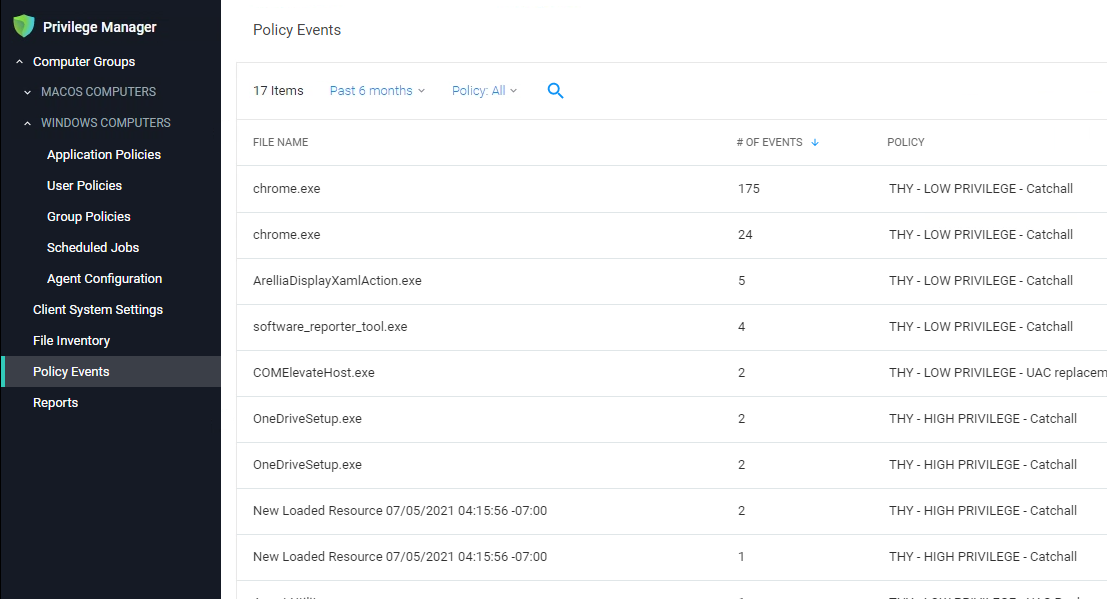 Privilege Manager
Computer Groups
MACOS COMPUTERS
WINDOWS COMPUTERS
Application Policies
User Policies
Group Policies
Scheduled Jobs
Agent Configuration
Client System Settings
File Inventory
Policy Events
Reports
Policy Events
17 Items Past 6 months Policy: All
FILE NAME # OF EVENTS POLICY
chrome.exe 175 THY - LOW PRIVILEGE - Catchall
chrome.exe 24 THY - LOW PRIVILEGE - Catchall
ArelliaDisplayXamlAction.exe 5 THY - LOW PRIVILEGE - Catchall
software_reporter_tool.exe 4 THY - LOW PRIVILEGE - Catchall
COMElevateHost.exe 2 THY - LOW PRIVILEGE - UAC replacem
OneDriveSetup.exe 2 THY - HIGH PRIVILEGE - Catchall
OneDriveSetup.exe 2 THY - HIGH PRIVILEGE - Catchall
New Loaded Resource 07/05/2021 04:15:56 -07:00 2 THY - HIGH PRIVILEGE - Catchall
New Loaded Resource 07/05/2021 04:15:56 -07:00 1 THY - HIGH PRIVILEGE - Catchall